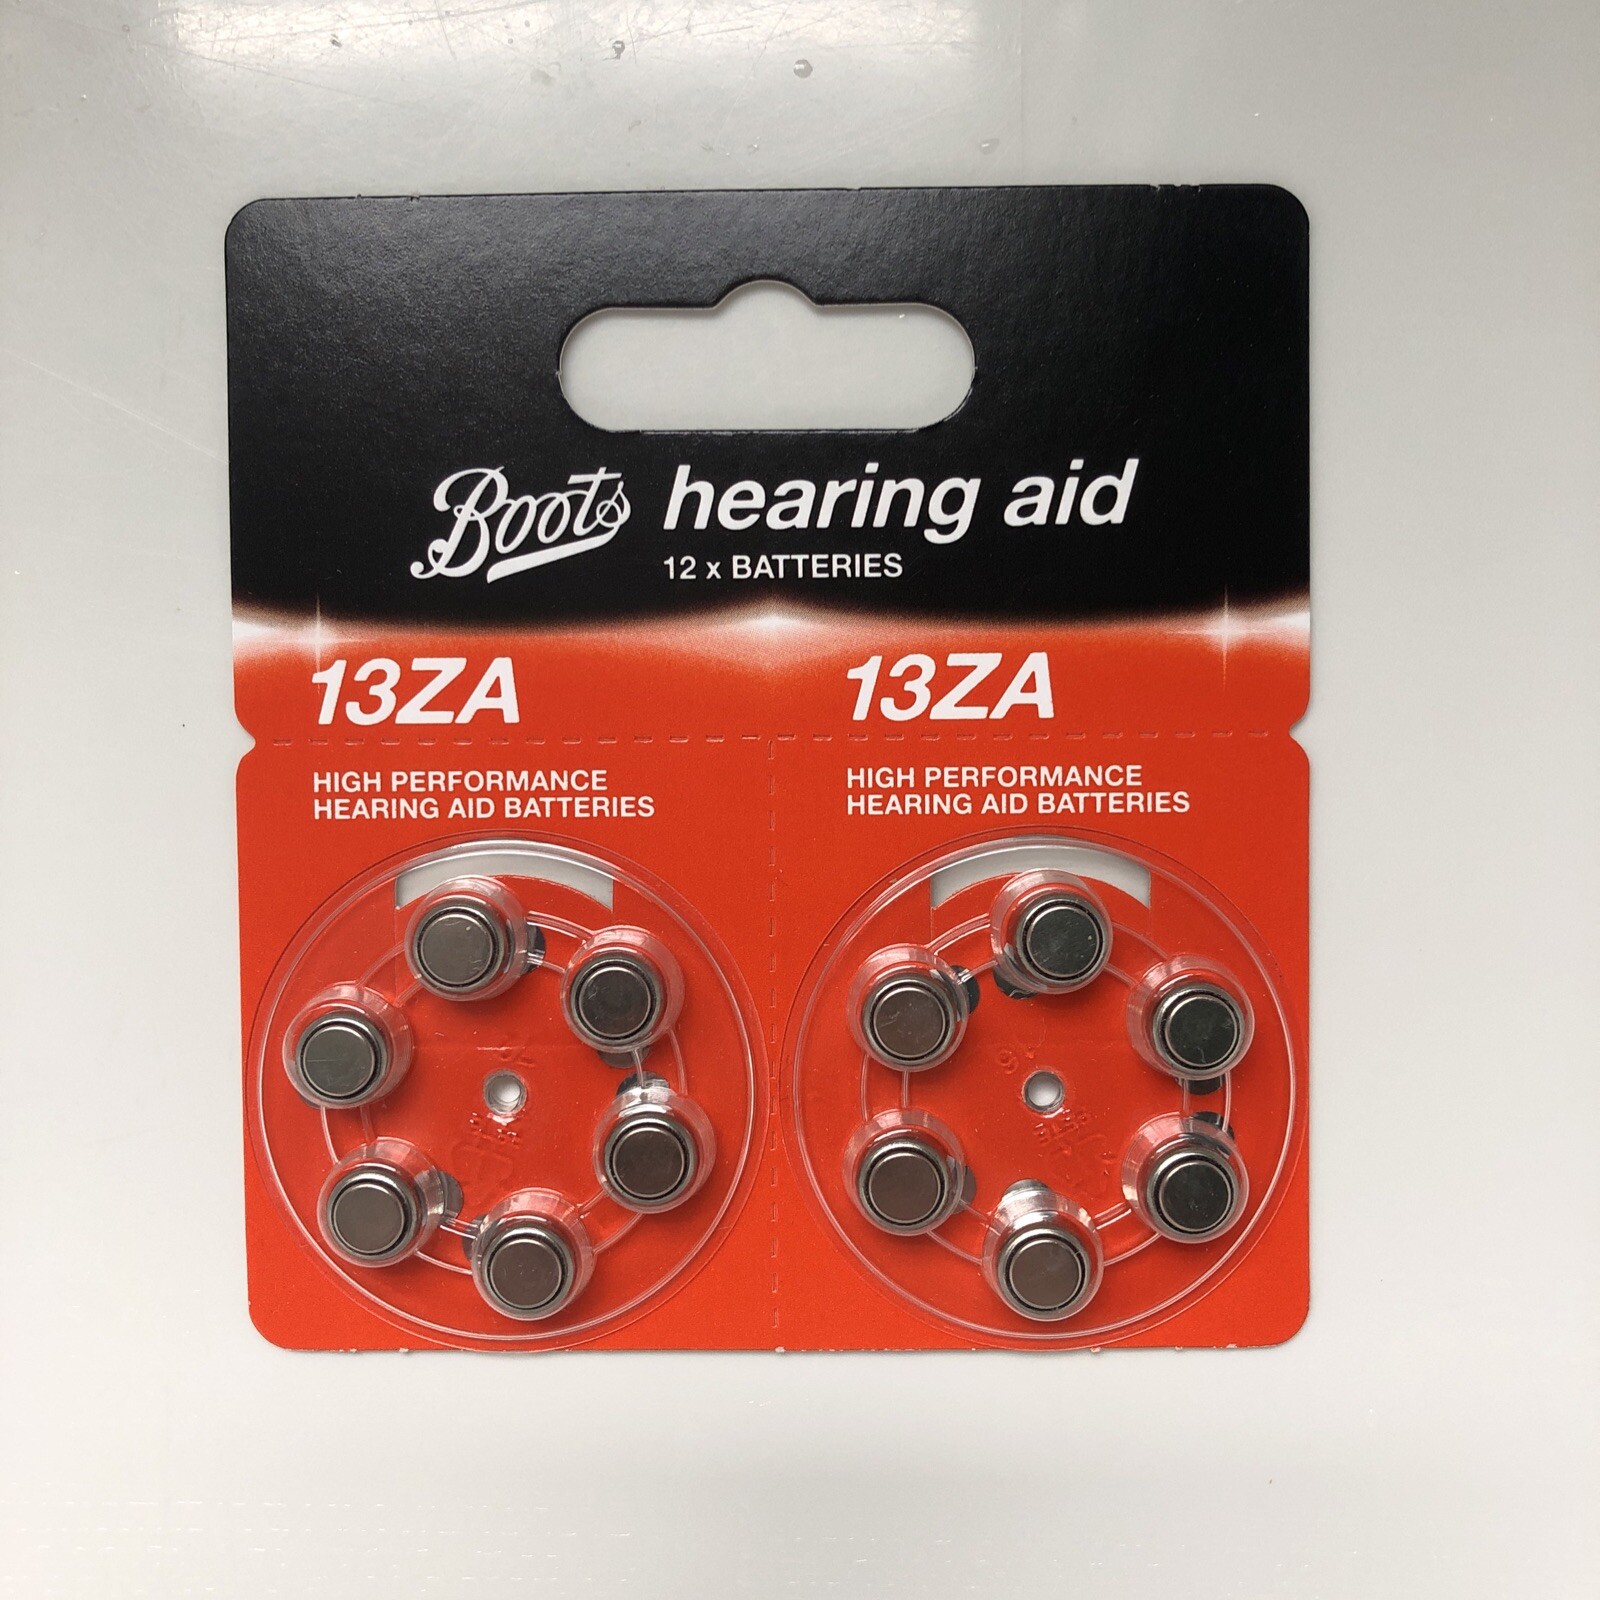 Boots hearing aid
12 x BATTERIES
13ZA
13ZA
HIGH PERFORMANCE
HEARING AID BATTERIES
HIGH PERFORMANCE
HEARING AID BATTERIES